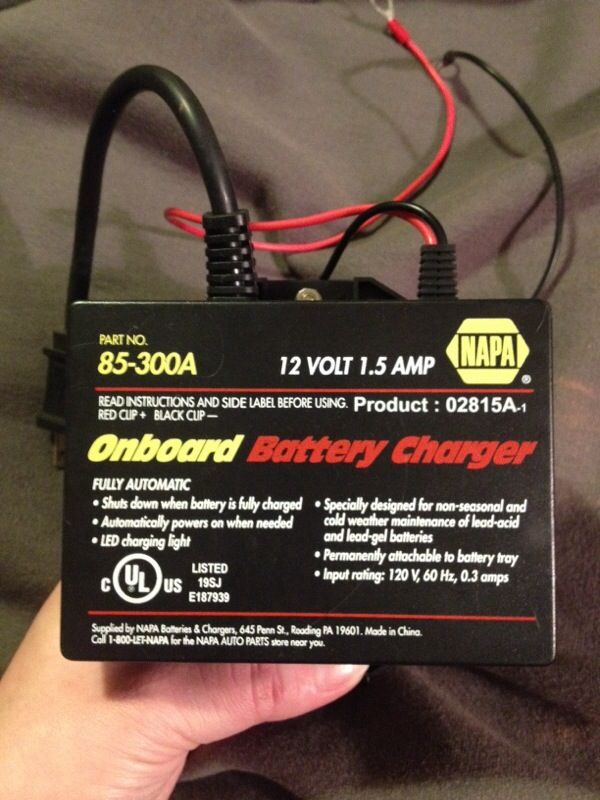 PART NO.
85-300A
12 VOLT 1.5 AMP
NAPA
®
READ INSTRUCTIONS AND SIDE LABEL BEFORE USING.
RED CLIP + BLACK CLIP —
Product : 02815A-1
Onboard Battery Charger
FULLY AUTOMATIC
• Shuts down when battery is fully charged
• Automatically powers on when needed
• LED charging light
• Specially designed for non-seasonal and
cold weather maintenance of lead-acid
and lead-gel batteries
• Permanently attachable to battery tray
• Input rating: 120 V, 60 Hz, 0.3 amps
C UL US
LISTED
19SJ
E187939
Supplied by NAPA Batteries & Chargers, 645 Penn St., Reading PA 19601. Made in China.
Call 1-800-LET-NAPA for the NAPA AUTO PARTS store near you.